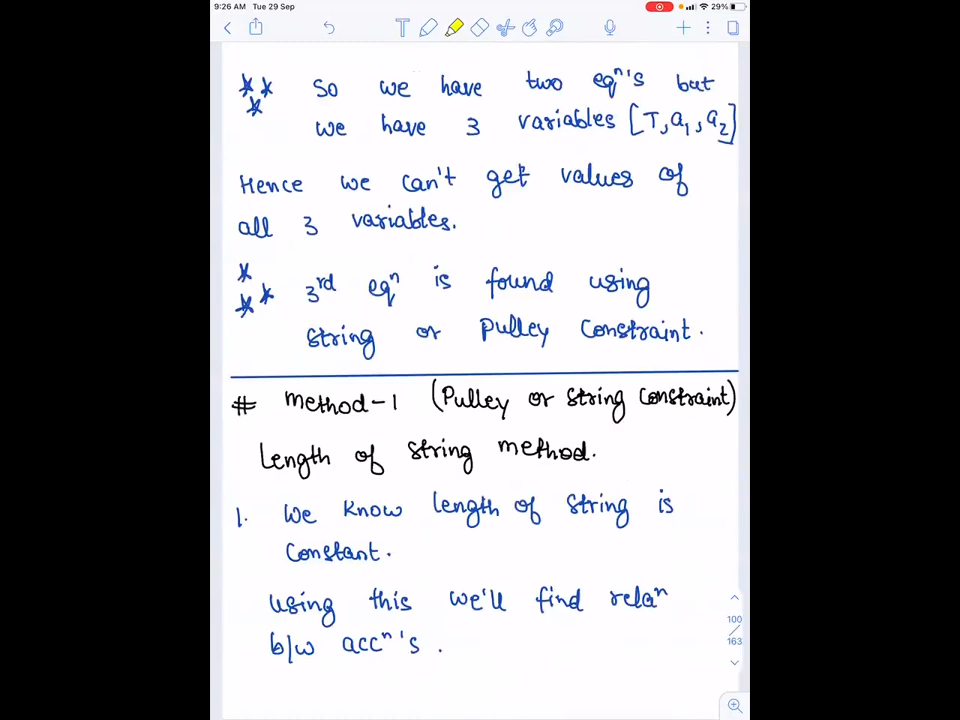 9:26 AM Tue 29 Sep 29%
** So we have two eqn's but
* we have 3 variables [T, a1, a2]
Hence we can't get values of
all 3 variables.
* 3rd eqn is found using
** string or Pulley Constraint.
# method-1 (Pulley or string Constraint)
Length of string method.
1. We know length of string is
Constant.
using this we'll find relan
b/w accn's.
100
/
163